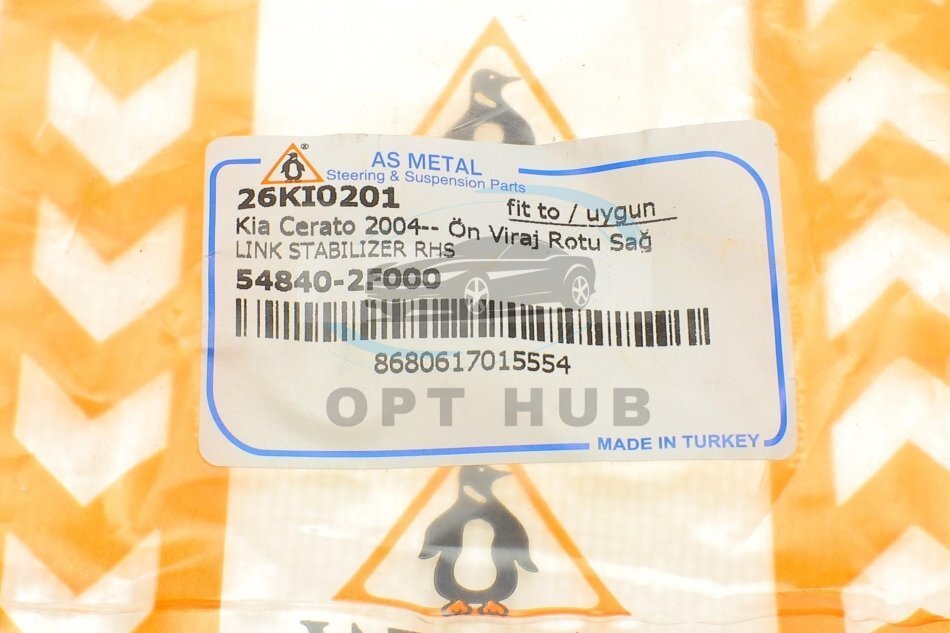 AS METAL
Steering & Suspension Parts
26KI0201
fit to / uygun
Kia Cerato 2004-- Ön Viraj Rotu Sağ
LINK STABILIZER RHS
54840-2F000
8680617015554
OPT HUB
MADE IN TURKEY